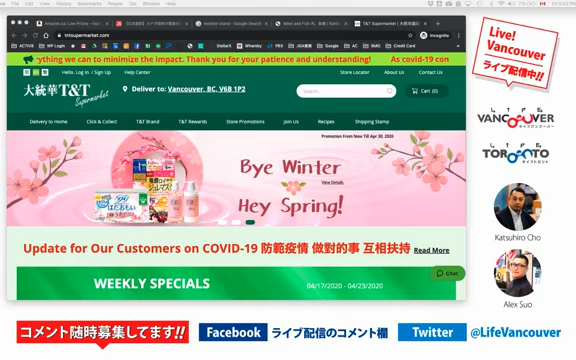 tntsupermarket.com
Incognito
rything we can to minimize the impact. Thank you for your patience and understanding!
As covid-19 con
Hello. Log in / Sign Up
Help Center
Store Locator
About Us
Contact Us
大統華 T&T
Supermarket
Deliver to: Vancouver, BC, V6B 1P2
Search...
Cart (0)
Delivery to Home
Click & Collect
T&T Brand
T&T Rewards
Store Promotions
Join Us
Recipes
Shopping Stamp
Promotion From Now Till Apr 30, 2020
Bye Winter
View Details
Hey Spring!
Update for Our Customers on COVID-19 防範疫情 做對的事 互相扶持 Read More
WEEKLY SPECIALS
04/17/2020 - 04/23/2020
Chat
Live!
Vancouver
ライブ配信中!!
LIFE
VANCOUVER
ライフバンクーバー
LIFE
TORONTO
ライフトロント
Katsuhiro Cho
Alex Suo
コメント随時募集してます!!
Facebook
ライブ配信のコメント欄
Twitter
@LifeVancouver